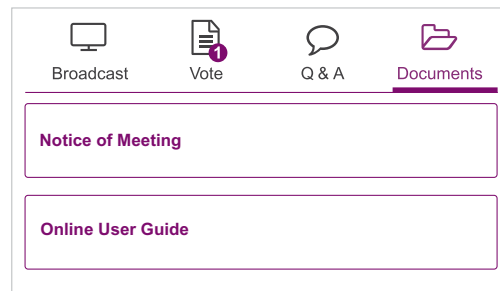 1
Broadcast Vote Q & A Documents
Notice of Meeting
Online User Guide